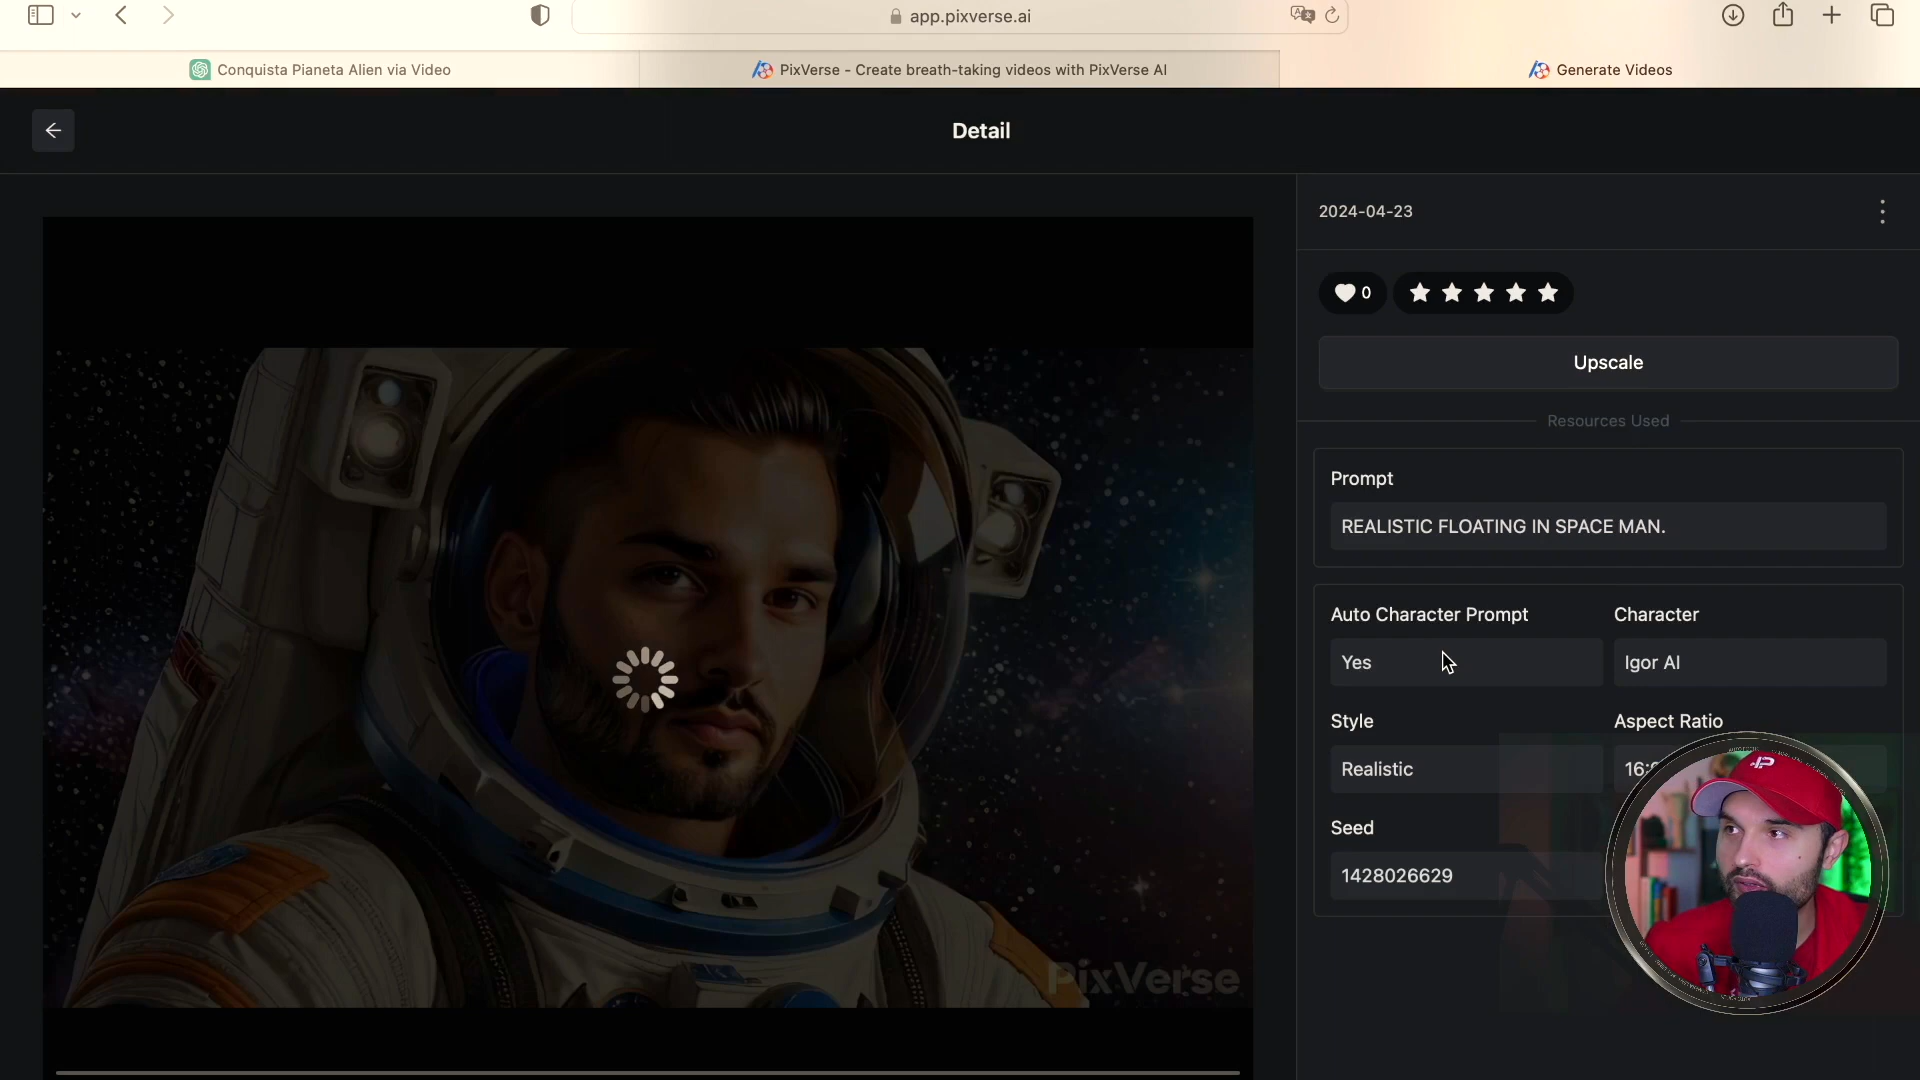 app.pixverse.ai
Conquista Pianeta Alien via Video
PixVerse - Create breath-taking videos with PixVerse AI
Generate Videos
Detail
2024-04-23
0
Upscale
Resources Used
Prompt
REALISTIC FLOATING IN SPACE MAN.
Auto Character Prompt
Character
Yes
Igor AI
Style
Aspect Ratio
Realistic
Seed
1428026629
PixVerse